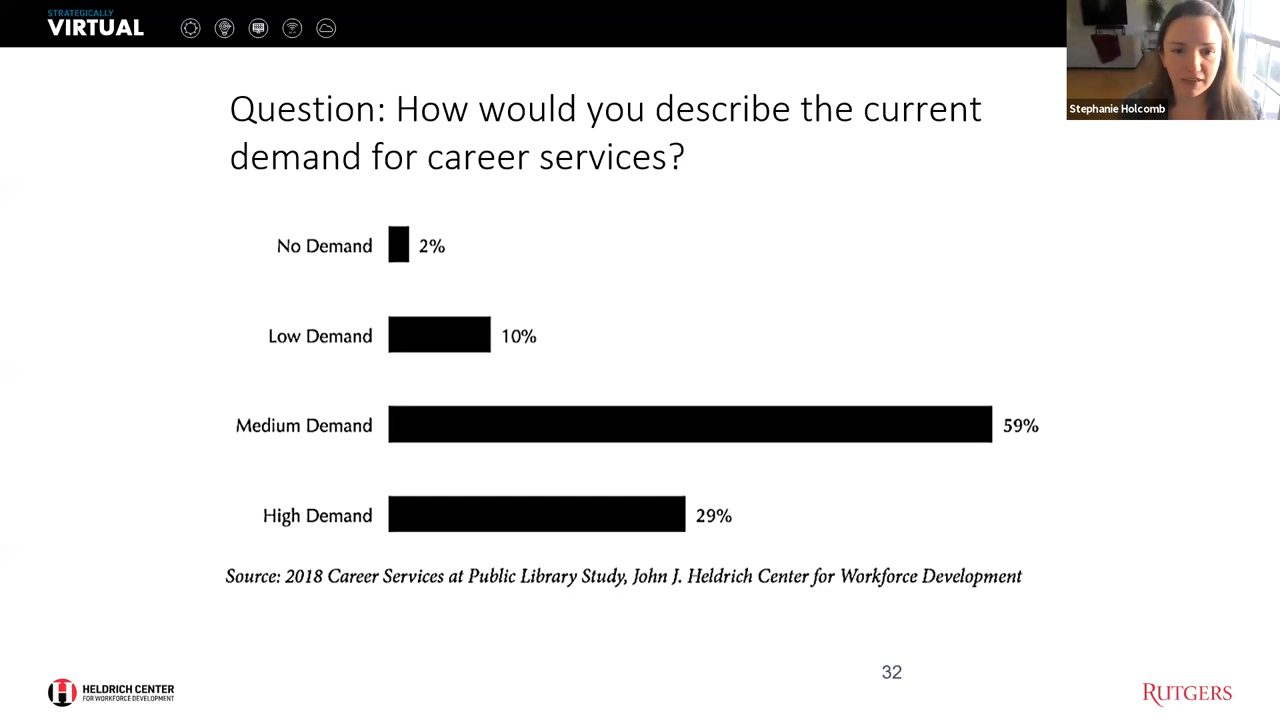 STRATEGICALLY
VIRTUAL
Stephanie Holcomb
Question: How would you describe the current
demand for career services?
No Demand 2%
Low Demand 10%
Medium Demand 59%
High Demand 29%
Source: 2018 Career Services at Public Library Study, John J. Heldrich Center for Workforce Development
32
HELDRICH CENTER
FOR WORKFORCE DEVELOPMENT
RUTGERS